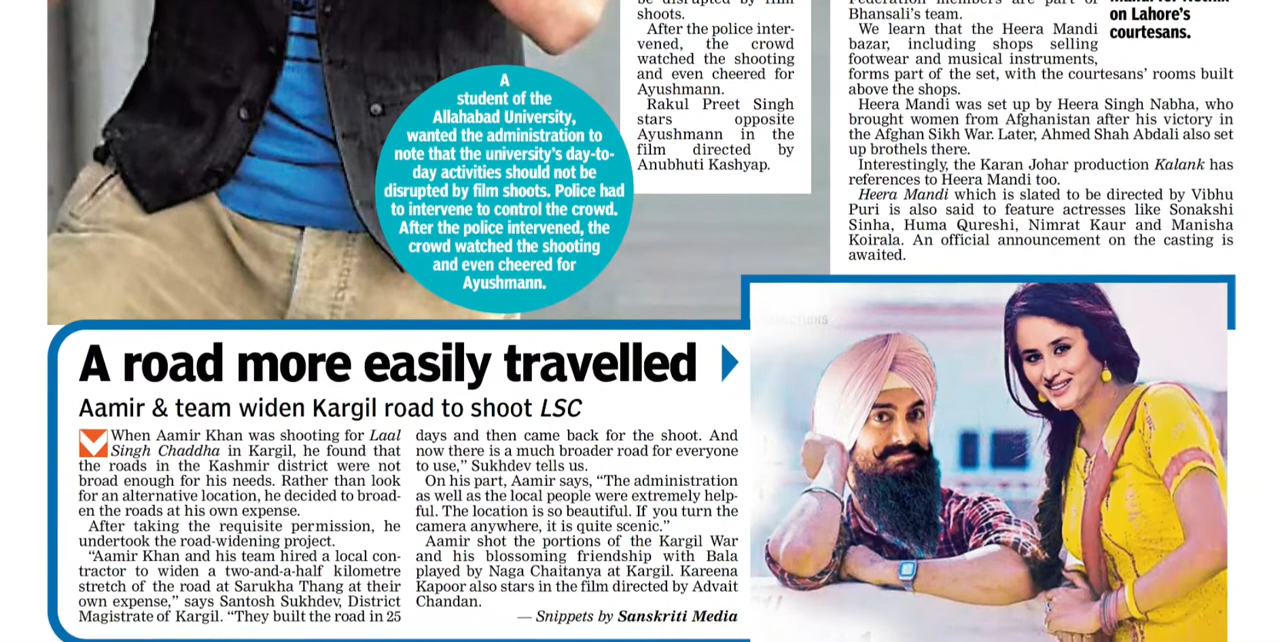 A
student of the
Allahabad University,
wanted the administration to
note that the university's day-to-
day activities should not be
disrupted by film shoots. Police had
to intervene to control the crowd.
After the police intervened, the
crowd watched the shooting
and even cheered for
Ayushmann.
be disrupted by film
shoots.
After the police inter-
vened, the crowd
watched the shooting
and even cheered for
Ayushmann.
Rakul Preet Singh
stars opposite
Ayushmann in the
film directed by
Anubhuti Kashyap.
Federation members are part of
Bhansali's team.
We learn that the Heera Mandi
bazar, including shops selling
footwear and musical instruments,
forms part of the set, with the courtesans' rooms built
above the shops.
Heera Mandi was set up by Heera Singh Nabha, who
brought women from Afghanistan after his victory in
the Afghan Sikh War. Later, Ahmed Shah Abdali also set
up brothels there.
Interestingly, the Karan Johar production Kalank has
references to Heera Mandi too.
Heera Mandi which is slated to be directed by Vibhu
Puri is also said to feature actresses like Sonakshi
Sinha, Huma Qureshi, Nimrat Kaur and Manisha
Koirala. An official announcement on the casting is
awaited.
on Lahore's
courtesans.
A road more easily travelled
Aamir & team widen Kargil road to shoot LSC
When Aamir Khan was shooting for Laal
Singh Chaddha in Kargil, he found that
the roads in the Kashmir district were not
broad enough for his needs. Rather than look
for an alternative location, he decided to broad-
en the roads at his own expense.
After taking the requisite permission, he
undertook the road-widening project.
"Aamir Khan and his team hired a local con-
tractor to widen a two-and-a-half kilometre
stretch of the road at Sarukha Thang at their
own expense," says Santosh Sukhdev, District
Magistrate of Kargil. "They built the road in 25
days and then came back for the shoot. And
now there is a much broader road for everyone
to use," Sukhdev tells us.
On his part, Aamir says, "The administration
as well as the local people were extremely help-
ful. The location is so beautiful. If you turn the
camera anywhere, it is quite scenic."
Aamir shot the portions of the Kargil War
and his blossoming friendship with Bala
played by Naga Chaitanya at Kargil. Kareena
Kapoor also stars in the film directed by Advait
Chandan.
— Snippets by Sanskriti Media